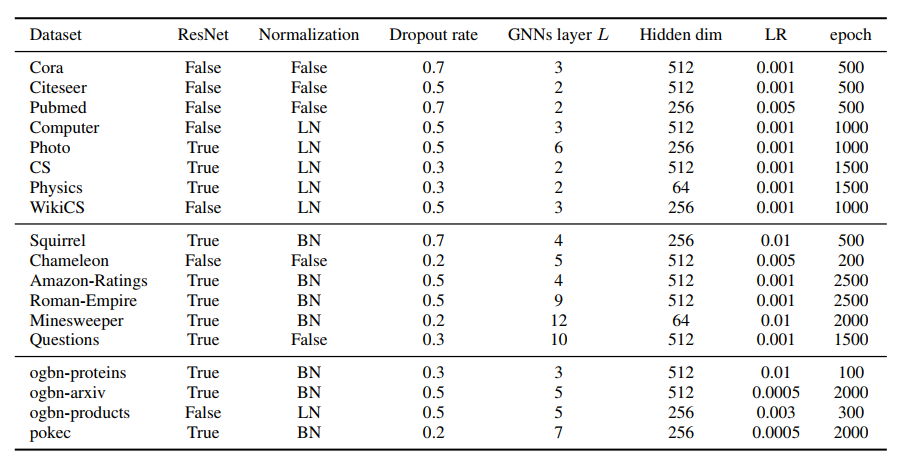 Dataset ResNet Normalization Dropout rate GNNs layer L Hidden dim LR epoch
Cora False False 0.7 3 512 0.001 500
Citeseer False False 0.5 2 512 0.001 500
Pubmed False False 0.7 2 256 0.005 500
Computer False LN 0.5 3 512 0.001 1000
Photo True LN 0.5 6 256 0.001 1000
CS True LN 0.3 2 512 0.001 1500
Physics True LN 0.3 2 64 0.001 1500
WikiCS False LN 0.5 3 256 0.001 1000
Squirrel True BN 0.7 4 256 0.01 500
Chameleon False False 0.2 5 512 0.005 200
Amazon-Ratings True BN 0.5 4 512 0.001 2500
Roman-Empire True BN 0.5 9 512 0.001 2500
Minesweeper True BN 0.2 12 64 0.01 2000
Questions True False 0.3 10 512 0.001 1500
ogbn-proteins True BN 0.3 3 512 0.01 100
ogbn-arxiv True BN 0.5 5 512 0.0005 2000
ogbn-products False LN 0.5 5 256 0.003 300
pokec True BN 0.2 7 256 0.0005 2000